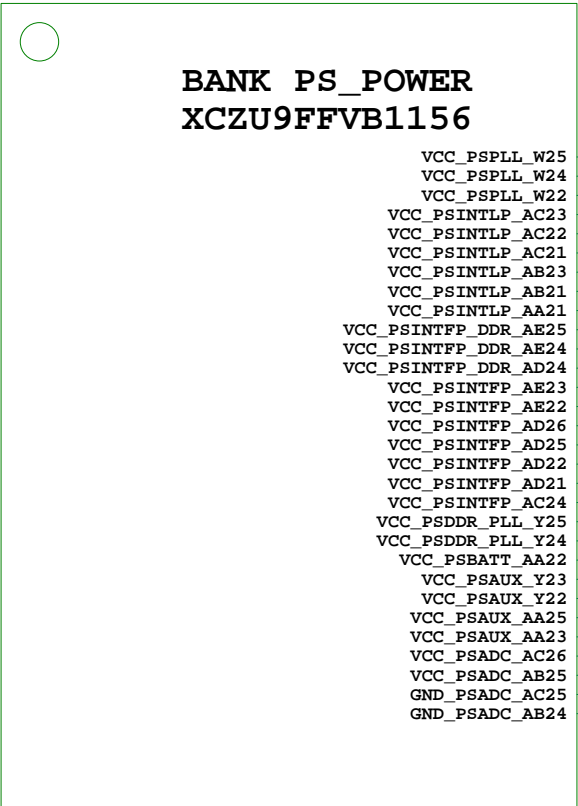 BANK PS_POWER
XCZU9FFVB1156
VCC_PSPLL_W25
VCC_PSPLL_W24
VCC_PSPLL_W22
VCC_PSINTLP_AC23
VCC_PSINTLP_AC22
VCC_PSINTLP_AC21
VCC_PSINTLP_AB23
VCC_PSINTLP_AB21
VCC_PSINTLP_AA21
VCC_PSINTFP_DDR_AE25
VCC_PSINTFP_DDR_AE24
VCC_PSINTFP_DDR_AD24
VCC_PSINTFP_AE23
VCC_PSINTFP_AE22
VCC_PSINTFP_AD26
VCC_PSINTFP_AD25
VCC_PSINTFP_AD22
VCC_PSINTFP_AD21
VCC_PSINTFP_AC24
VCC_PSDDR_PLL_Y25
VCC_PSDDR_PLL_Y24
VCC_PSBATT_AA22
VCC_PSAUX_Y23
VCC_PSAUX_Y22
VCC_PSAUX_AA25
VCC_PSAUX_AA23
VCC_PSADC_AC26
VCC_PSADC_AB25
GND_PSADC_AC25
GND_PSADC_AB24